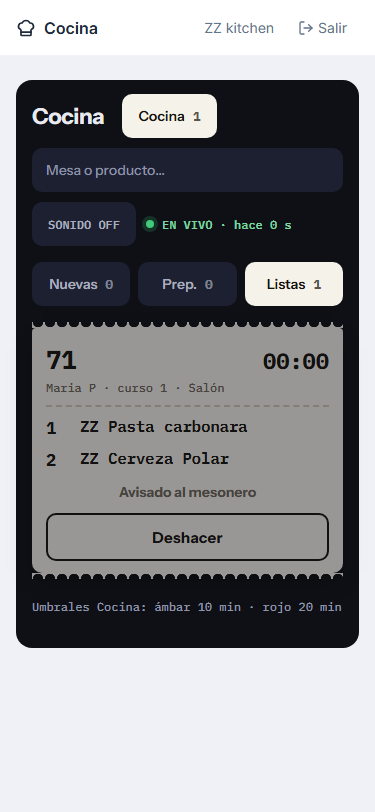 Cocina ZZ kitchen Salir
Cocina Cocina 1
Mesa o producto…
SONIDO OFF EN VIVO · hace 0 s
Nuevas 0 Prep. 0 Listas 1
71 00:00
María P · curso 1 · Salón
1 ZZ Pasta carbonara
2 ZZ Cerveza Polar
Avisado al mesonero
Deshacer
Umbrales Cocina: ámbar 10 min · rojo 20 min